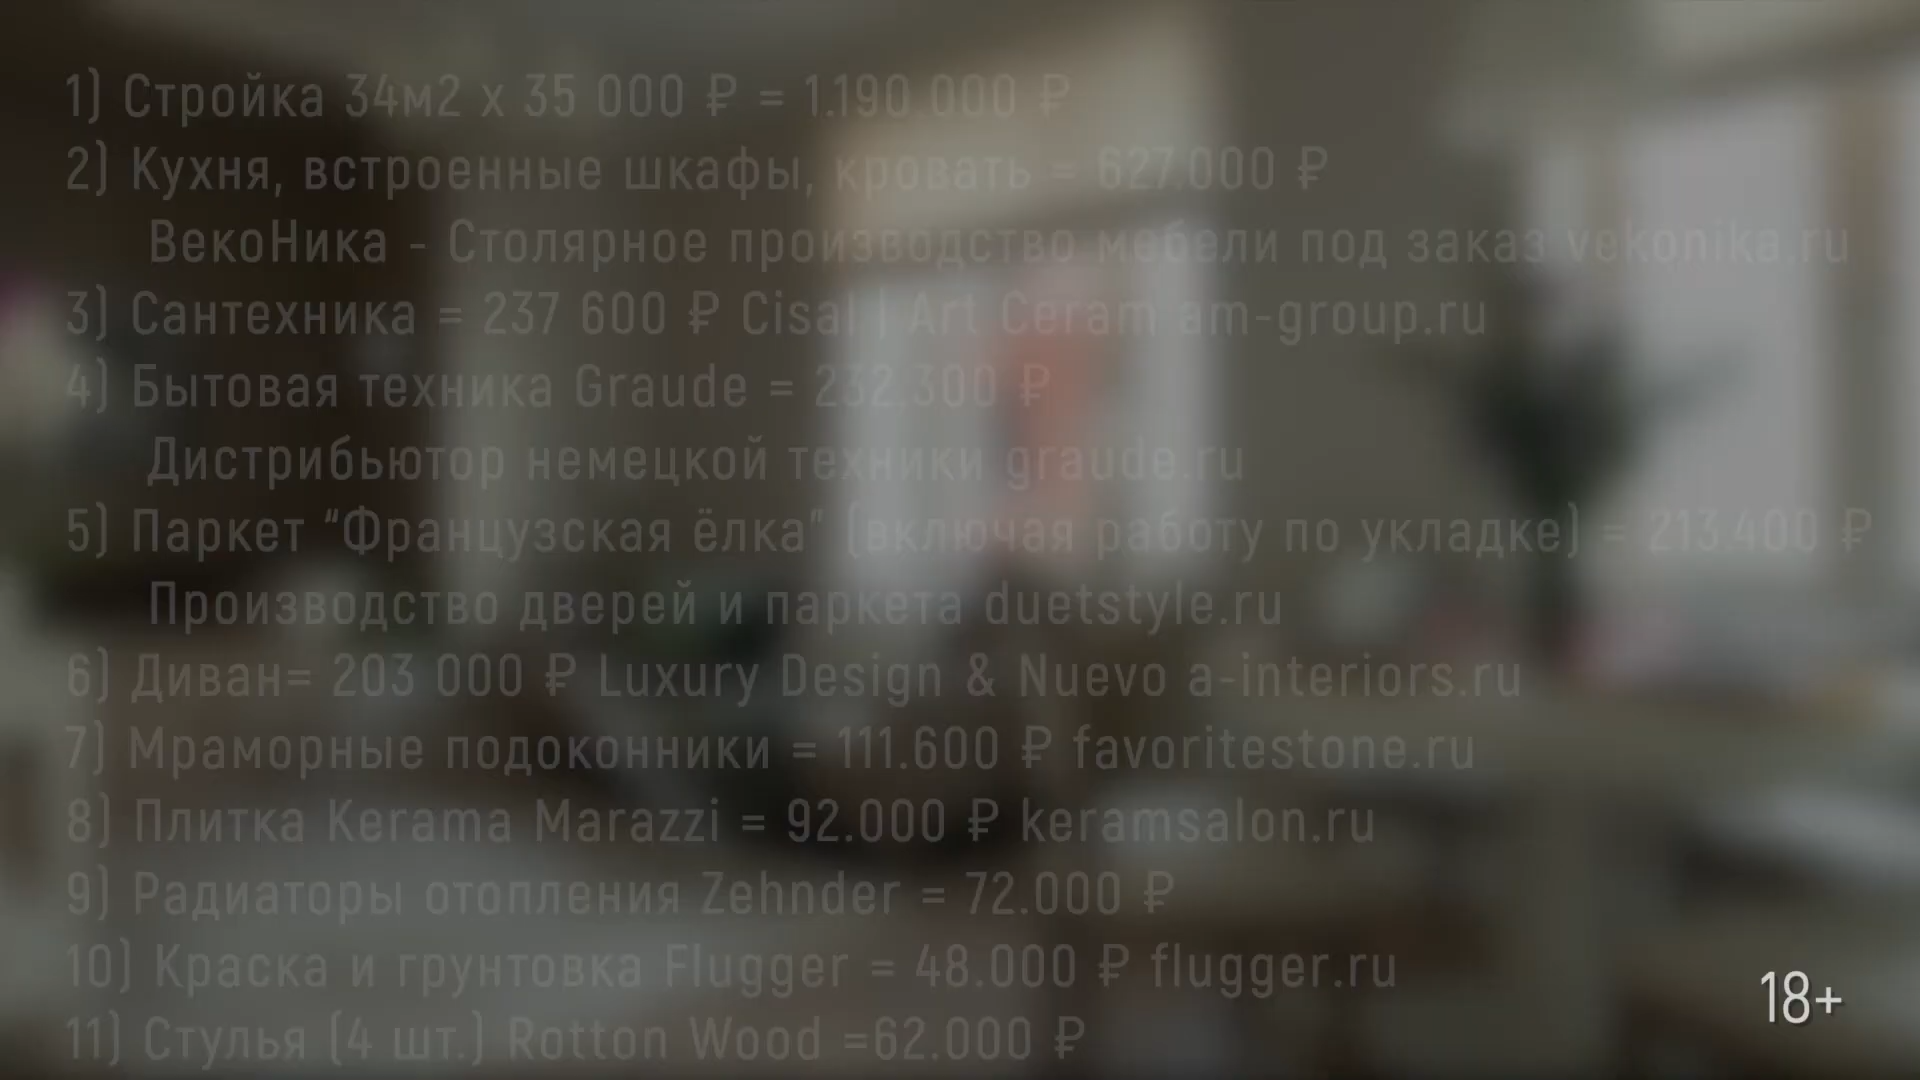 1) Стройка 34м2 х 35 000 ₽ = 1.190.000 ₽
2) Кухня, встроенные шкафы, кровать = 627.000 ₽
ВекоНика - Столярное производство мебели под заказ vekonika.ru
3) Сантехника = 237 600 ₽ Cisal | Art Ceram am-group.ru
4) Бытовая техника Graude = 232.300 ₽
Дистрибьютор немецкой техники graude.ru
5) Паркет “Французская ёлка” (включая работу по укладке) = 213.400 ₽
Производство дверей и паркета duetstyle.ru
6) Диван= 203 000 ₽ Luxury Design & Nuevo a-interiors.ru
7) Мраморные подоконники = 111.600 ₽ favoritestone.ru
8) Плитка Kerama Marazzi = 92.000 ₽ keramsalon.ru
9) Радиаторы отопления Zehnder = 72.000 ₽
10) Краска и грунтовка Flugger = 48.000 ₽ flugger.ru
11) Стулья (4 шт.) Rotton Wood =62.000 ₽
18+